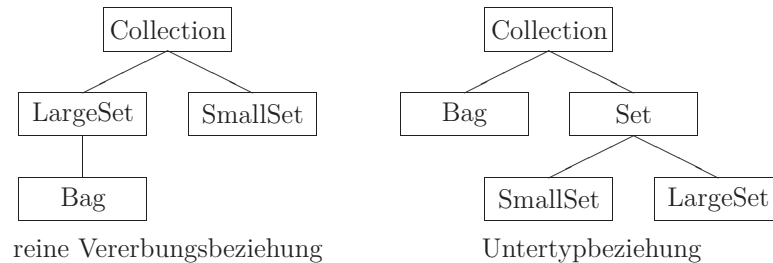 Collection
Collection
LargeSet
SmallSet
Bag
Set
Bag
SmallSet
LargeSet
reine Vererbungsbeziehung
Untertypbeziehung